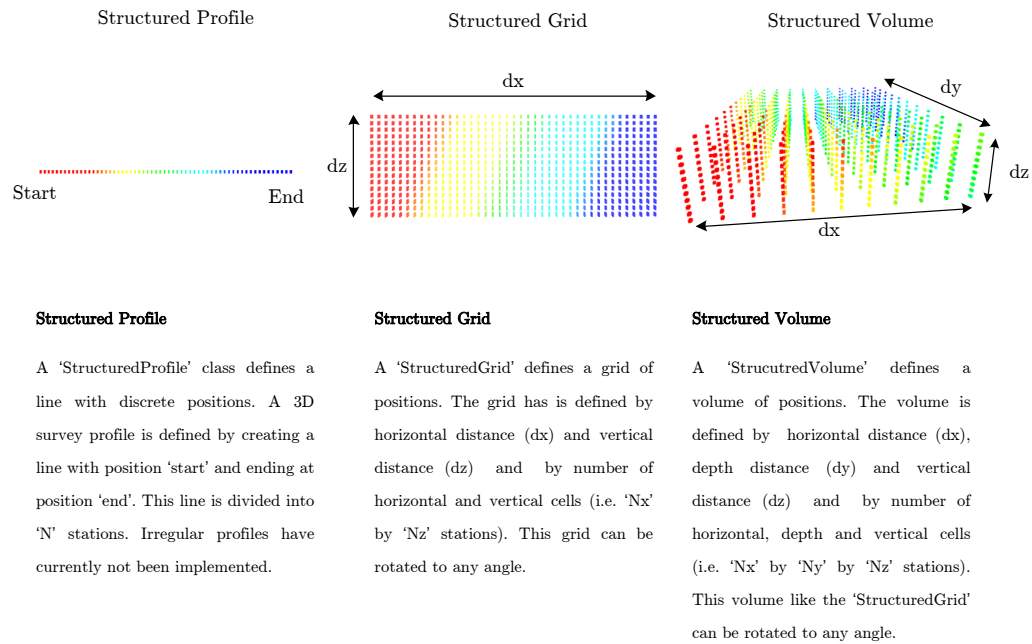 Structured Profile
Start
End
Structured Grid
dx
dz
Structured Volume
dy
dz
dx
Structured Profile
A ‘StructuredProfile’ class defines a
line with discrete positions. A 3D
survey profile is defined by creating a
line with position ‘start’ and ending at
position ‘end’. This line is divided into
‘N’ stations. Irregular profiles have
currently not been implemented.
Structured Grid
A ‘StructuredGrid’ defines a grid of
positions. The grid has is defined by
horizontal distance (dx) and vertical
distance (dz) and by number of
horizontal and vertical cells (i.e. ‘Nx’
by ‘Nz’ stations). This grid can be
rotated to any angle.
Structured Volume
A ‘StrucutredVolume’ defines a
volume of positions. The volume is
defined by horizontal distance (dx),
depth distance (dy) and vertical
distance (dz) and by number of
horizontal, depth and vertical cells
(i.e. ‘Nx’ by ‘Ny’ by ‘Nz’ stations).
This volume like the ‘StructuredGrid’
can be rotated to any angle.